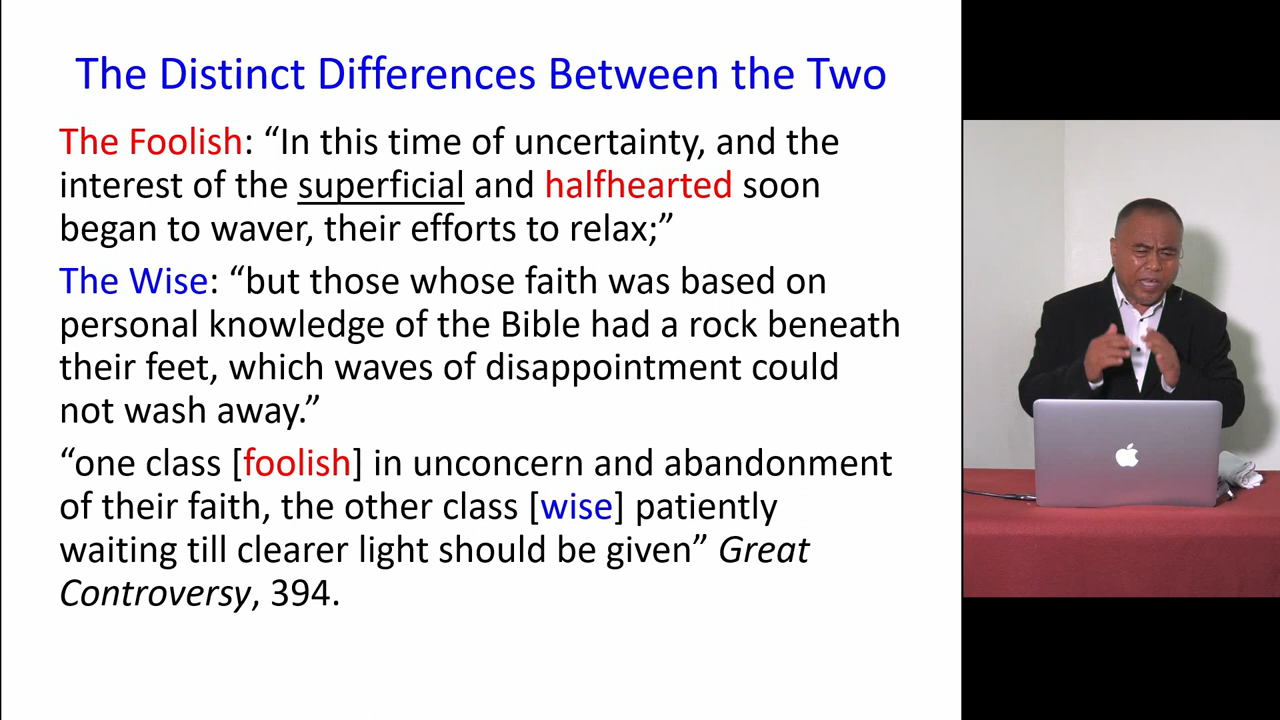 The Distinct Differences Between the Two
The Foolish: “In this time of uncertainty, and the
interest of the superficial and halfhearted soon
began to waver, their efforts to relax;”
The Wise: “but those whose faith was based on
personal knowledge of the Bible had a rock beneath
their feet, which waves of disappointment could
not wash away.”
“one class [foolish] in unconcern and abandonment
of their faith, the other class [wise] patiently
waiting till clearer light should be given” Great
Controversy, 394.